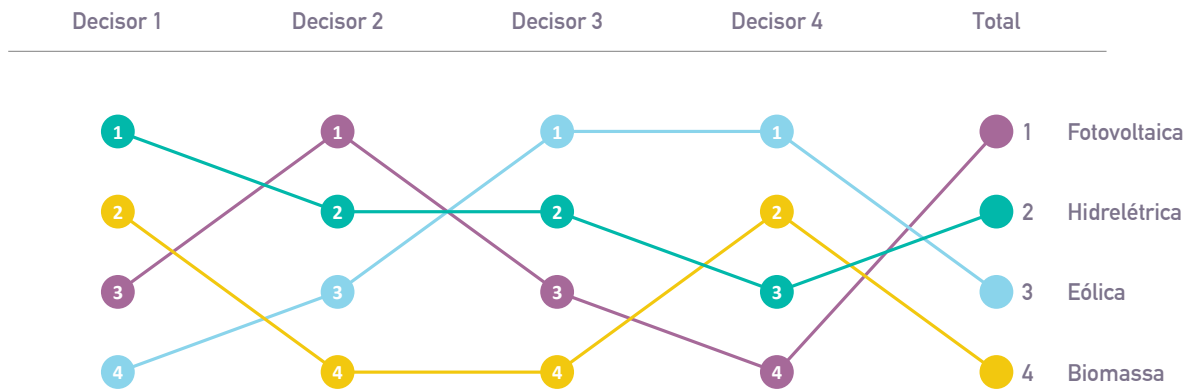 Decisor 1 Decisor 2 Decisor 3 Decisor 4 Total
1 1 1 1 1 Fotovoltaica
2 2 2 2 2 Hidrelétrica
3 3 3 3 3 Eólica
4 4 4 4 4 Biomassa